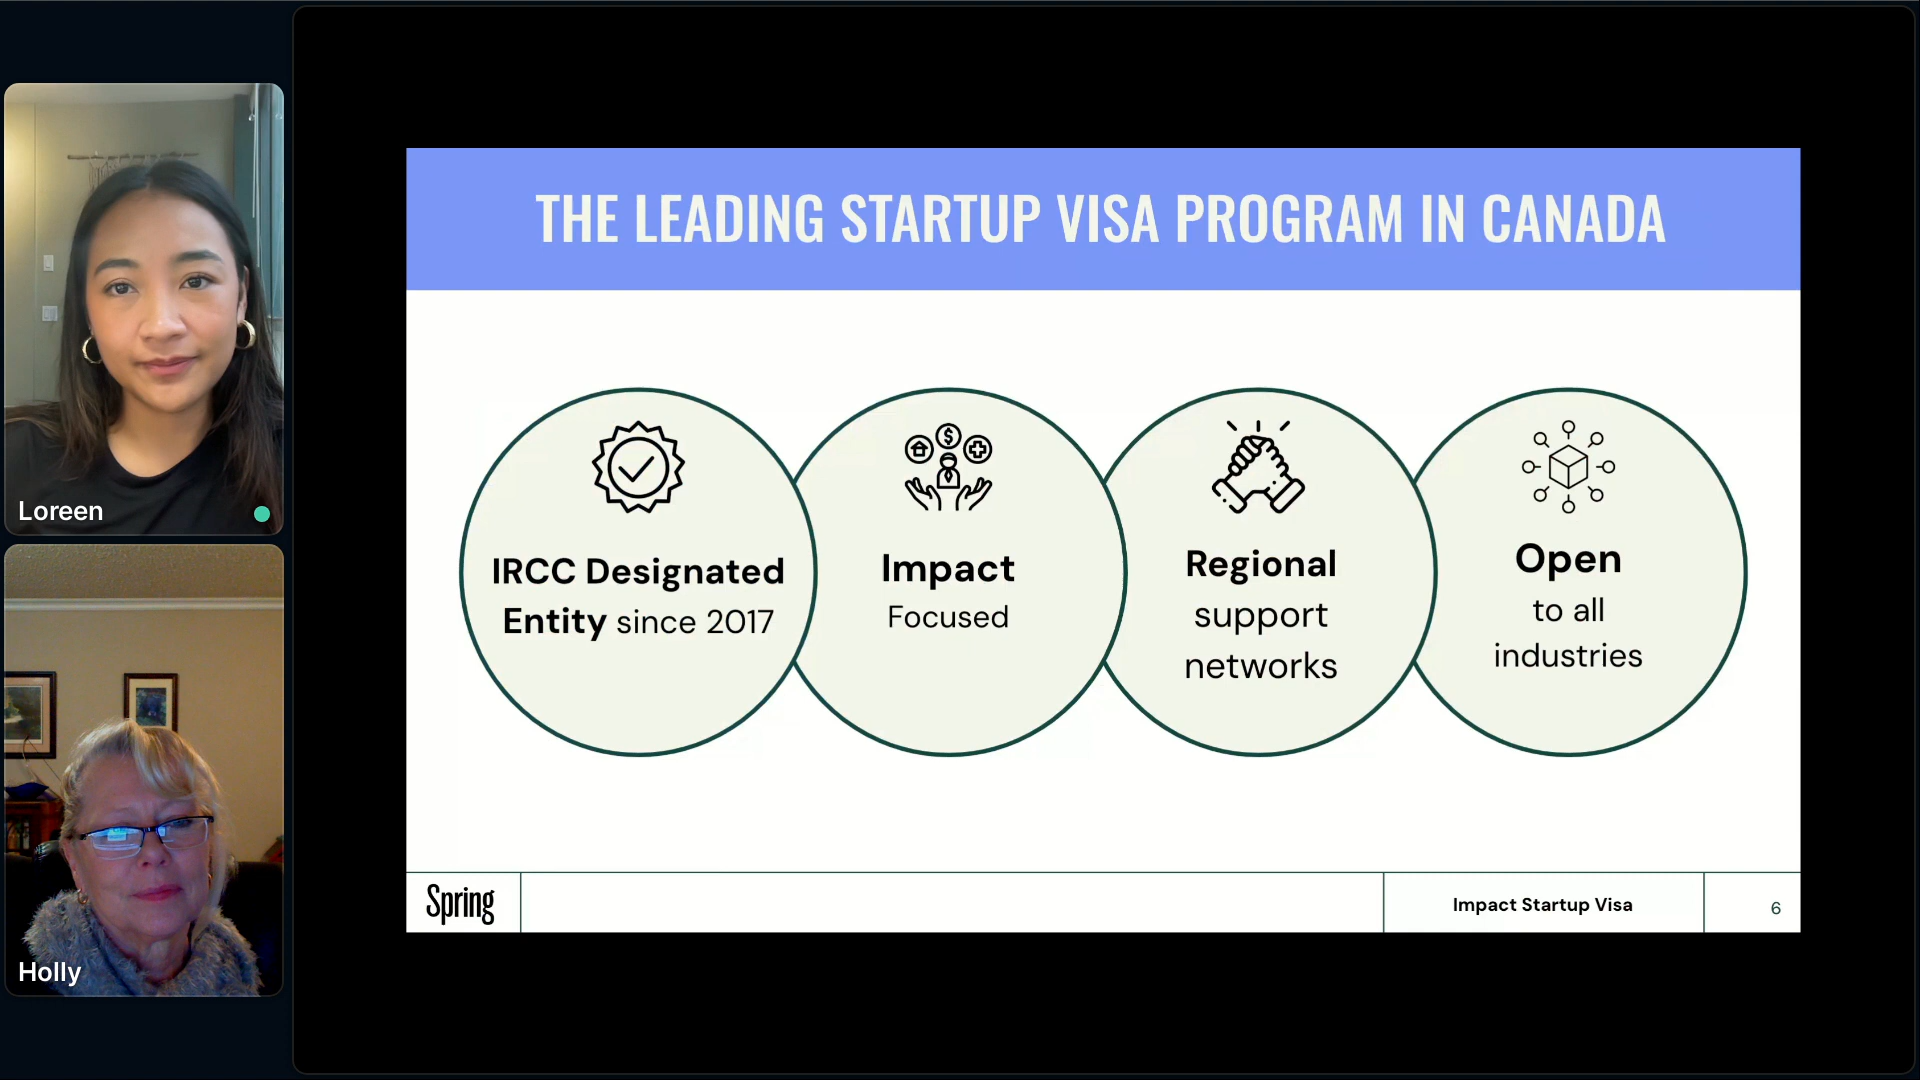 THE LEADING STARTUP VISA PROGRAM IN CANADA
IRCC Designated
Entity since 2017
Impact
Focused
Regional
support
networks
Open
to all
industries
Spring
Impact Startup Visa
6
Loreen
Holly